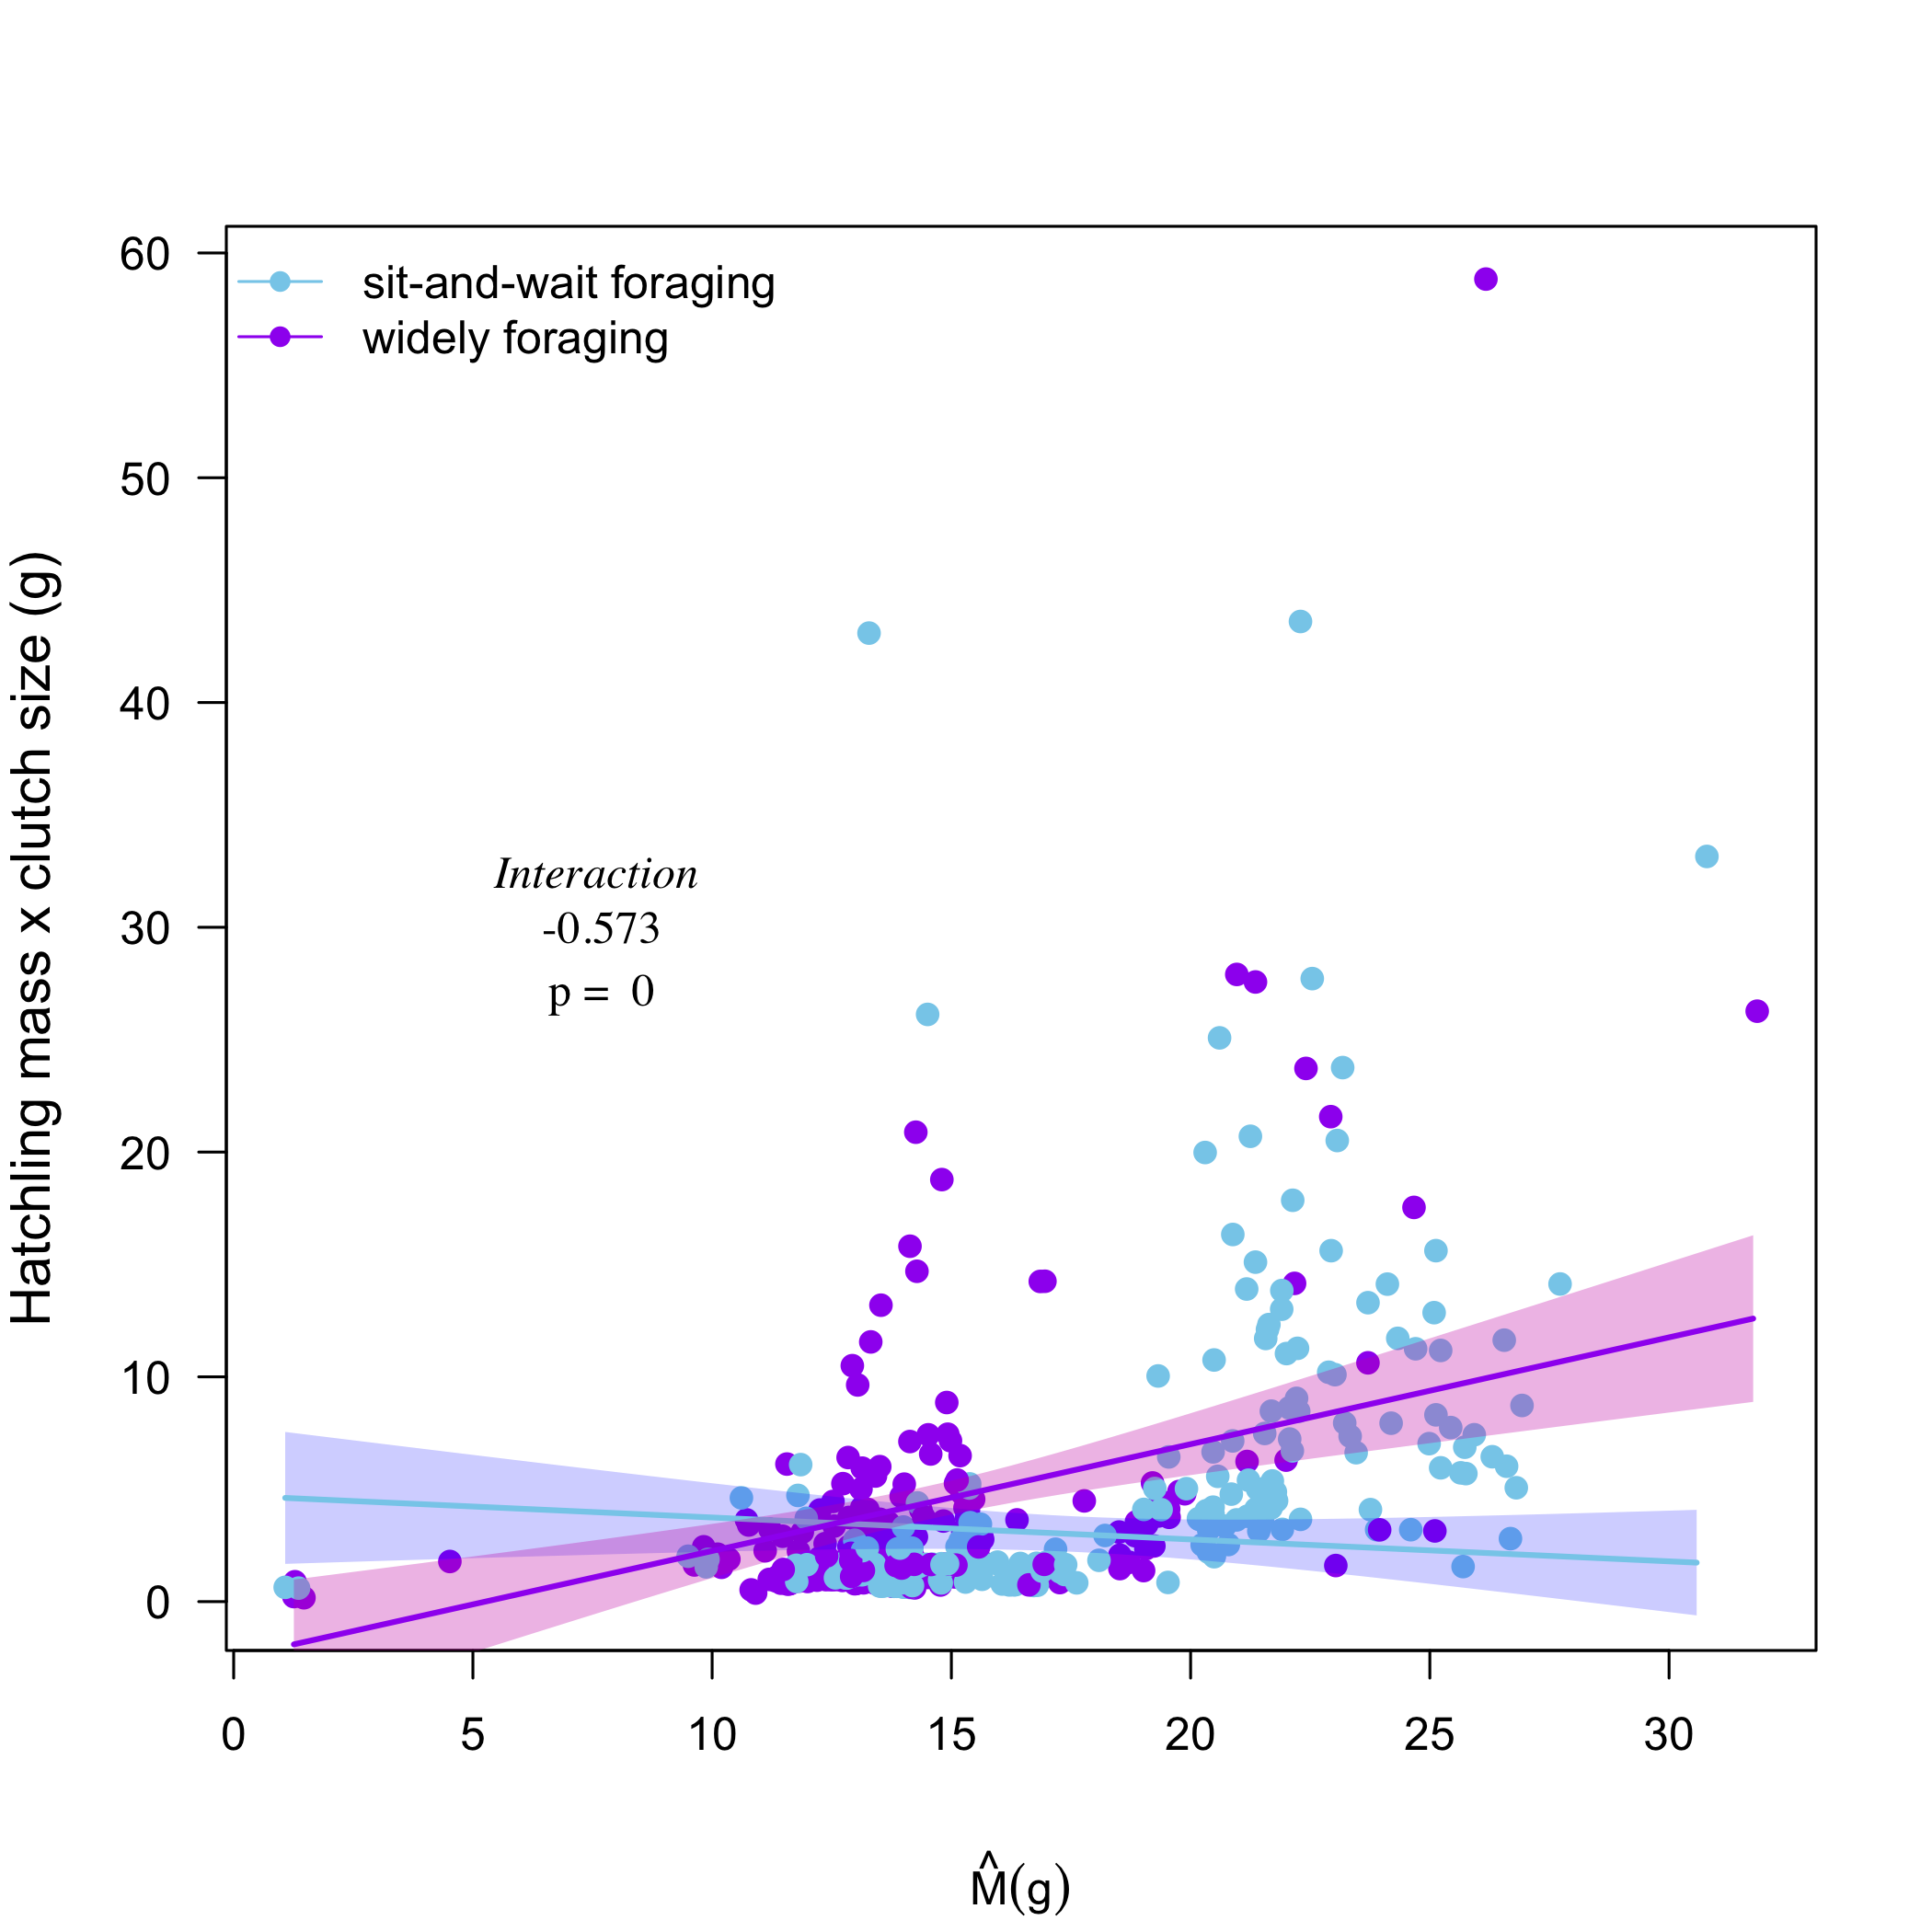 sit-and-wait foraging
widely foraging
Hatchling mass x clutch size (g)
60
50
40
30
20
10
0
Interaction
-0.573
p = 0
0 5 10 15 20 25 30
M̂(g)